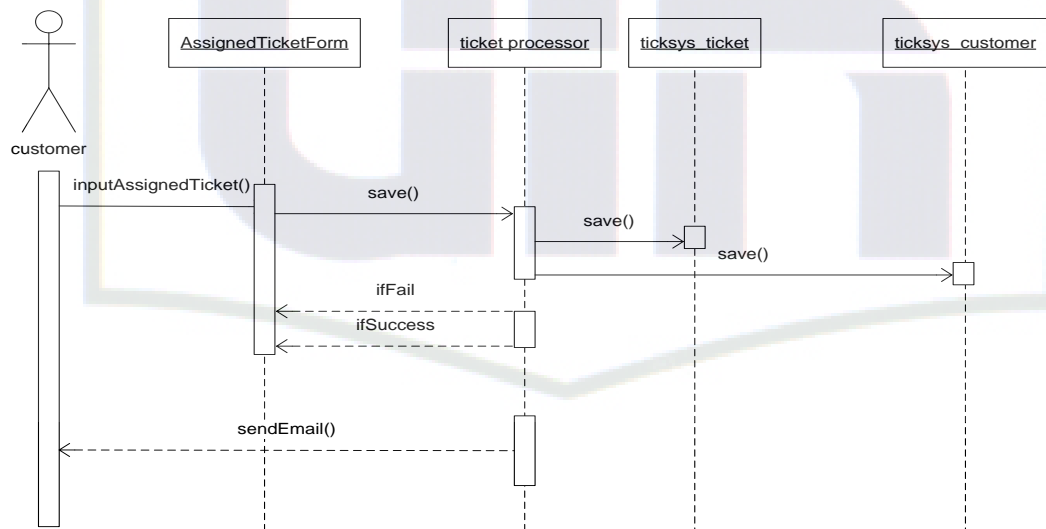 AssignedTicketForm
ticket processor
ticksys_ticket
ticksys_customer
customer
inputAssignedTicket()
save()
save()
save()
ifFail
ifSuccess
sendEmail()